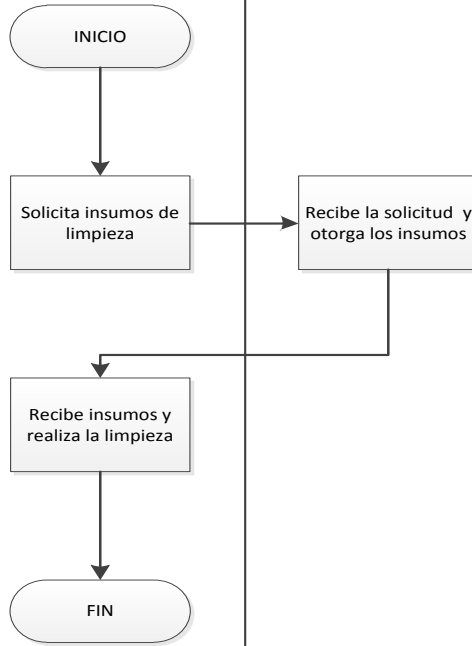 INICIO
Solicita insumos de
limpieza
Recibe la solicitud y
otorga los insumos
Recibe insumos y
realiza la limpieza
FIN